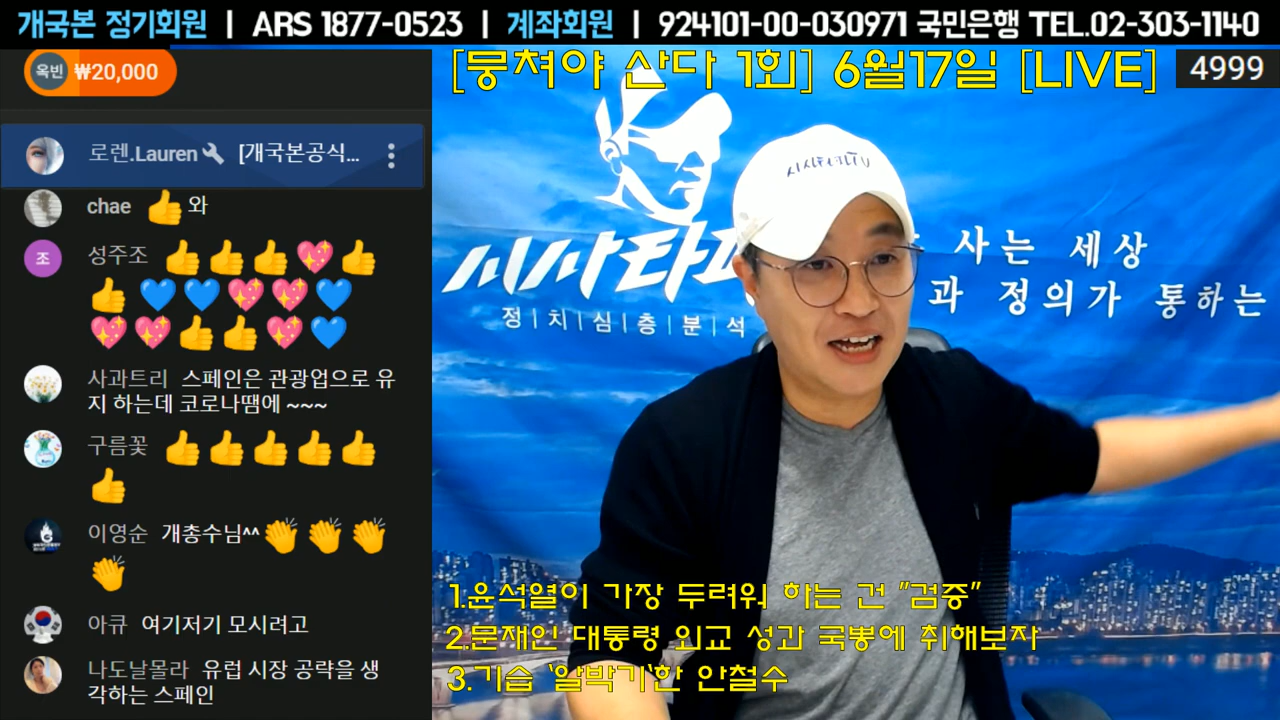 개국본 정기회원 | ARS 1877-0523 | 계좌회원 | 924101-00-030971 국민은행 TEL.02-303-1140
옥빈 ₩20,000
[뭉쳐야 산다 1회] 6월17일 [LIVE]
4999
로렌.Lauren [개국본공식...
chae 👍와
성주조 👍👍👍💖👍
👍💙💙💖💖💙
💖💖👍👍💖💙
사과트리 스페인은 관광업으로 유
지 하는데 코로나땜에 ~~~
구름꽃 👍👍👍👍👍
👍
이영순 개총수님^^👏👏👏
👏
아큐 여기저기 모시려고
나도날몰라 유럽 시장 공략을 생
각하는 스페인
조
시사타파
정|치|심|층|분|석
시사타파TV
사는 세상
과 정의가 통하는
1.윤석열이 가장 두려워 하는 건 "검증"
2.문재인 대통령 외교 성과 국뽕에 취해보자
3.기습 '알박기'한 안철수